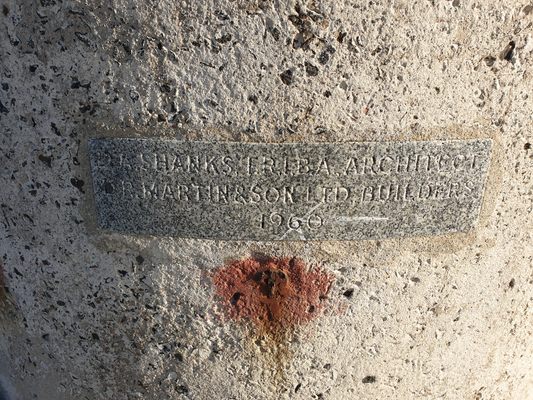 SHANKS F.R.I.B.A. ARCHITECT
MARTIN & SON LTD. BUILDERS
1960